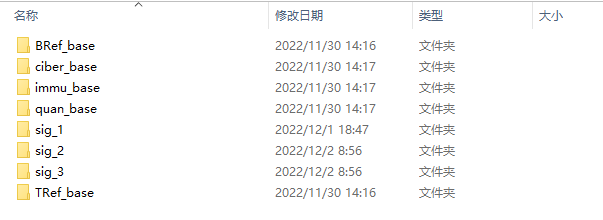 名称 修改日期 类型 大小
BRef_base 2022/11/30 14:16 文件夹
ciber_base 2022/11/30 14:17 文件夹
immu_base 2022/11/30 14:17 文件夹
quan_base 2022/11/30 14:17 文件夹
sig_1 2022/12/1 18:47 文件夹
sig_2 2022/12/2 8:56 文件夹
sig_3 2022/12/2 8:56 文件夹
TRef_base 2022/11/30 14:16 文件夹